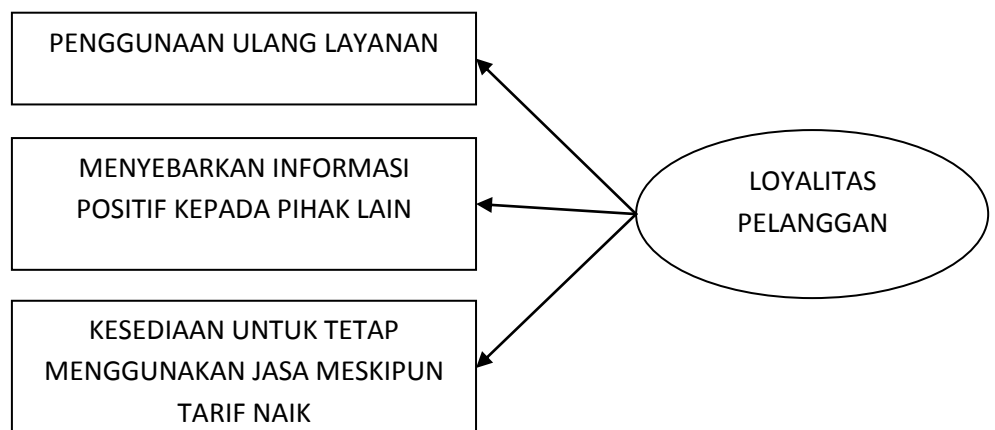 PENGGUNAAN ULANG LAYANAN
MENYEBARKAN INFORMASI
POSITIF KEPADA PIHAK LAIN
KESEDIAAN UNTUK TETAP
MENGGUNAKAN JASA MESKIPUN
TARIF NAIK
LOYALITAS
PELANGGAN